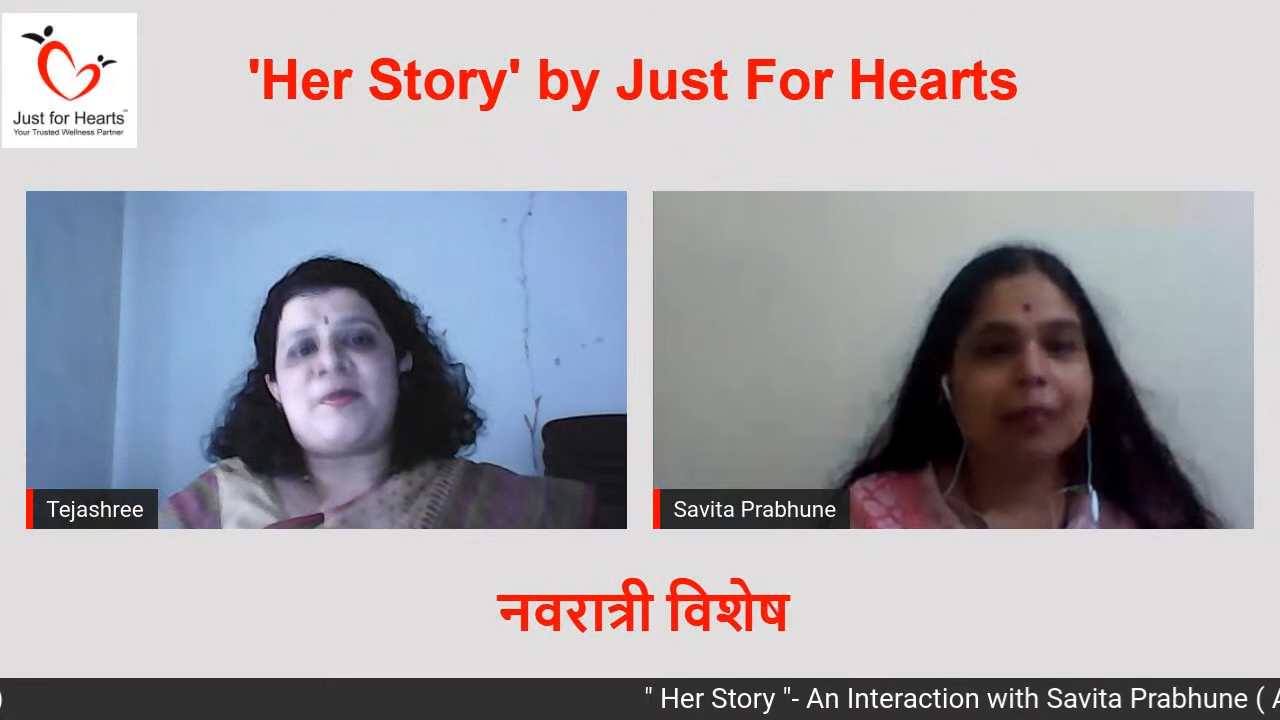 'Her Story' by Just For Hearts
Just for Hearts™
Your Trusted Wellness Partner
Tejashree
Savita Prabhune
नवरात्री विशेष
) " Her Story "- An Interaction with Savita Prabhune ( A